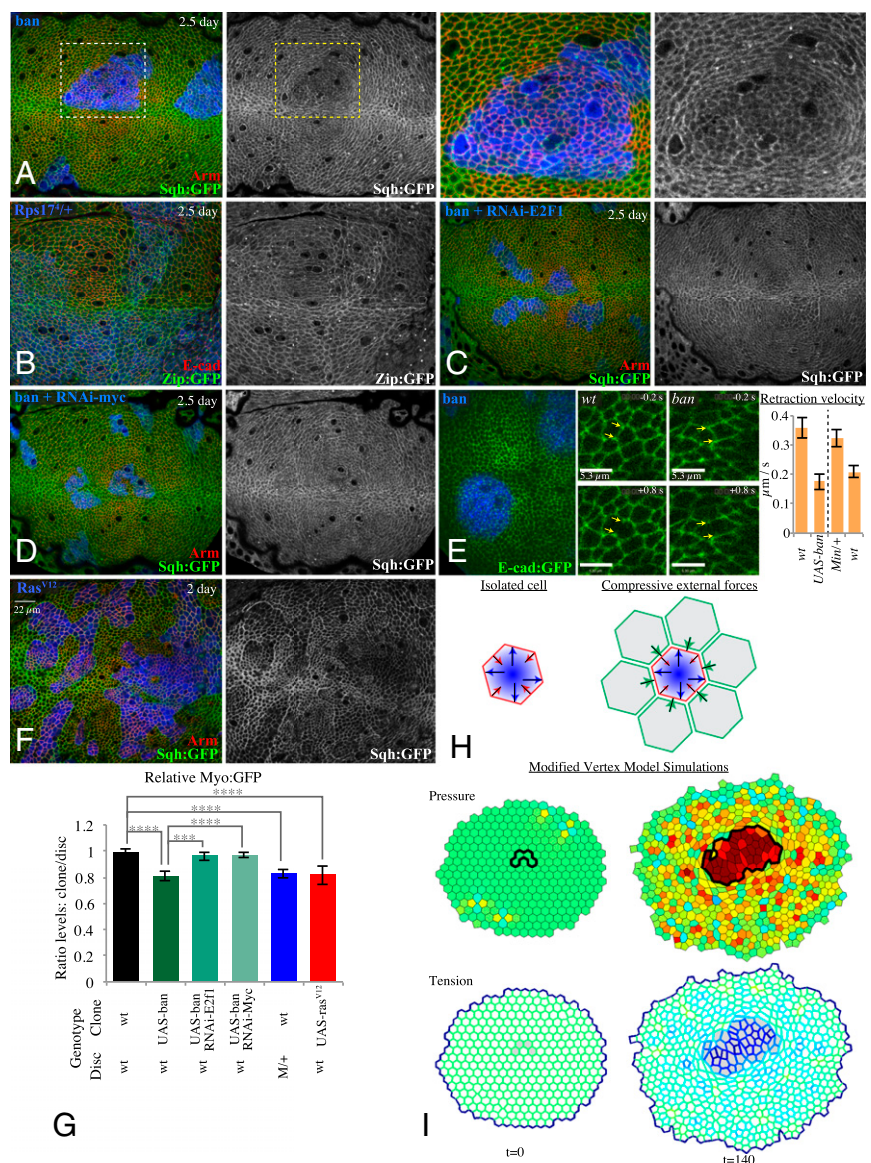 ban
2.5 day
Arm
Sqh:GFP
A
Sqh:GFP
Rps17⁴/+
2.5 day
E-cad
Zip:GFP
B
Zip:GFP
ban + RNAi-E2F1
2.5 day
Arm
Sqh:GFP
C
Sqh:GFP
ban + RNAi-myc
2.5 day
Arm
Sqh:GFP
D
Sqh:GFP
ban
E-cad:GFP
E
wt
-0.2 s
ban
-0.2 s
5.3 µm
5.3 µm
+0.8 s
+0.8 s
Retraction velocity
0.4
0.3
0.2
0.1
0
µm / s
wt
UAS-ban
Min/+
wt
Ras^V12
2 day
22 µm
Arm
Sqh:GFP
F
Sqh:GFP
Isolated cell
Compressive external forces
H
Relative Myo:GFP
****
****
****
****
***
1.2
1
0.8
0.6
0.4
0.2
0
Ratio levels: clone/disc
Genotype
Clone
wt
UAS-ban
UAS-ban
RNAi-E2f1
UAS-ban
RNAi-Myc
wt
UAS-ras^V12
Disc
wt
wt
wt
wt
M/+
wt
G
Modified Vertex Model Simulations
Pressure
Tension
I
t=0
t=140